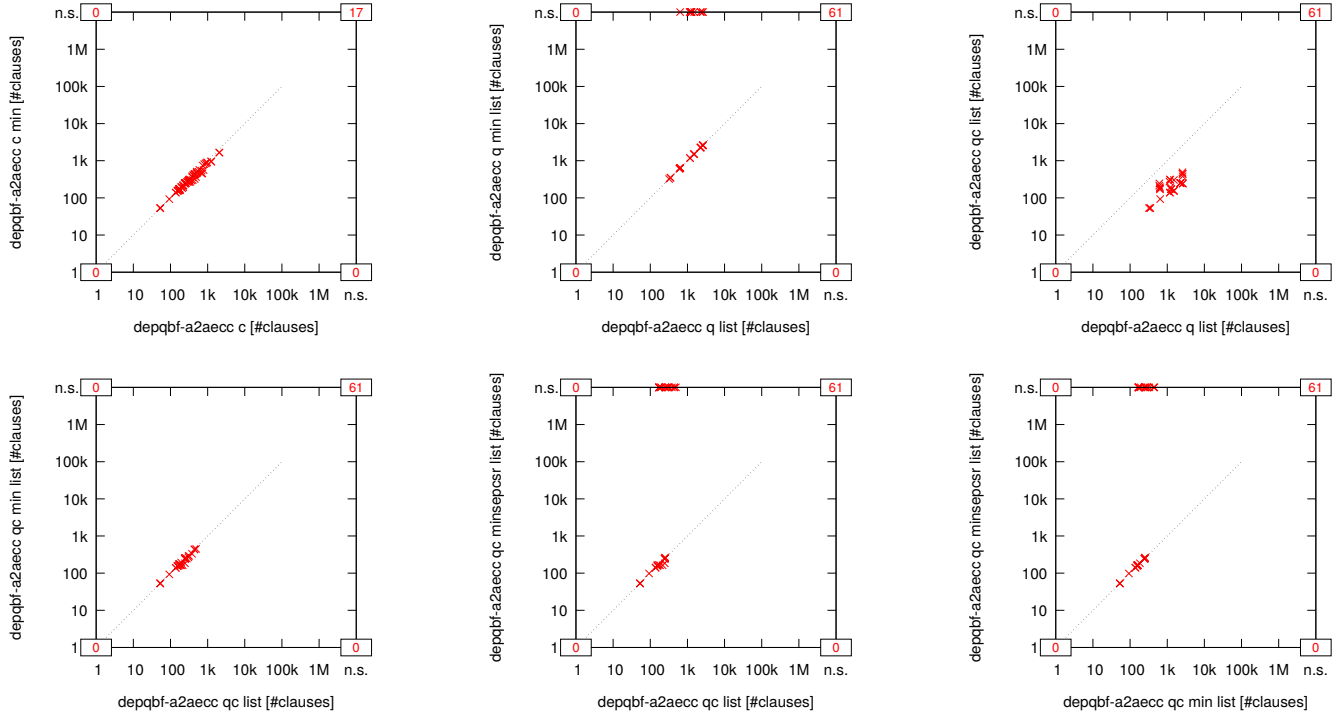 0
17
n.s.
1M
100k
10k
1k
100
10
1
0
0
1 10 100 1k 10k 100k 1M n.s.
depqbf-a2aecc c min [#clauses]
depqbf-a2aecc c [#clauses]
0
61
n.s.
1M
100k
10k
1k
100
10
1
0
0
1 10 100 1k 10k 100k 1M n.s.
depqbf-a2aecc q min list [#clauses]
depqbf-a2aecc q list [#clauses]
0
61
n.s.
1M
100k
10k
1k
100
10
1
0
0
1 10 100 1k 10k 100k 1M n.s.
depqbf-a2aecc qc list [#clauses]
depqbf-a2aecc q list [#clauses]
0
61
n.s.
1M
100k
10k
1k
100
10
1
0
0
1 10 100 1k 10k 100k 1M n.s.
depqbf-a2aecc qc min list [#clauses]
depqbf-a2aecc qc list [#clauses]
0
61
n.s.
1M
100k
10k
1k
100
10
1
0
0
1 10 100 1k 10k 100k 1M n.s.
depqbf-a2aecc qc minsepcsr list [#clauses]
depqbf-a2aecc qc list [#clauses]
0
61
n.s.
1M
100k
10k
1k
100
10
1
0
0
1 10 100 1k 10k 100k 1M n.s.
depqbf-a2aecc qc minsepcsr list [#clauses]
depqbf-a2aecc qc min list [#clauses]